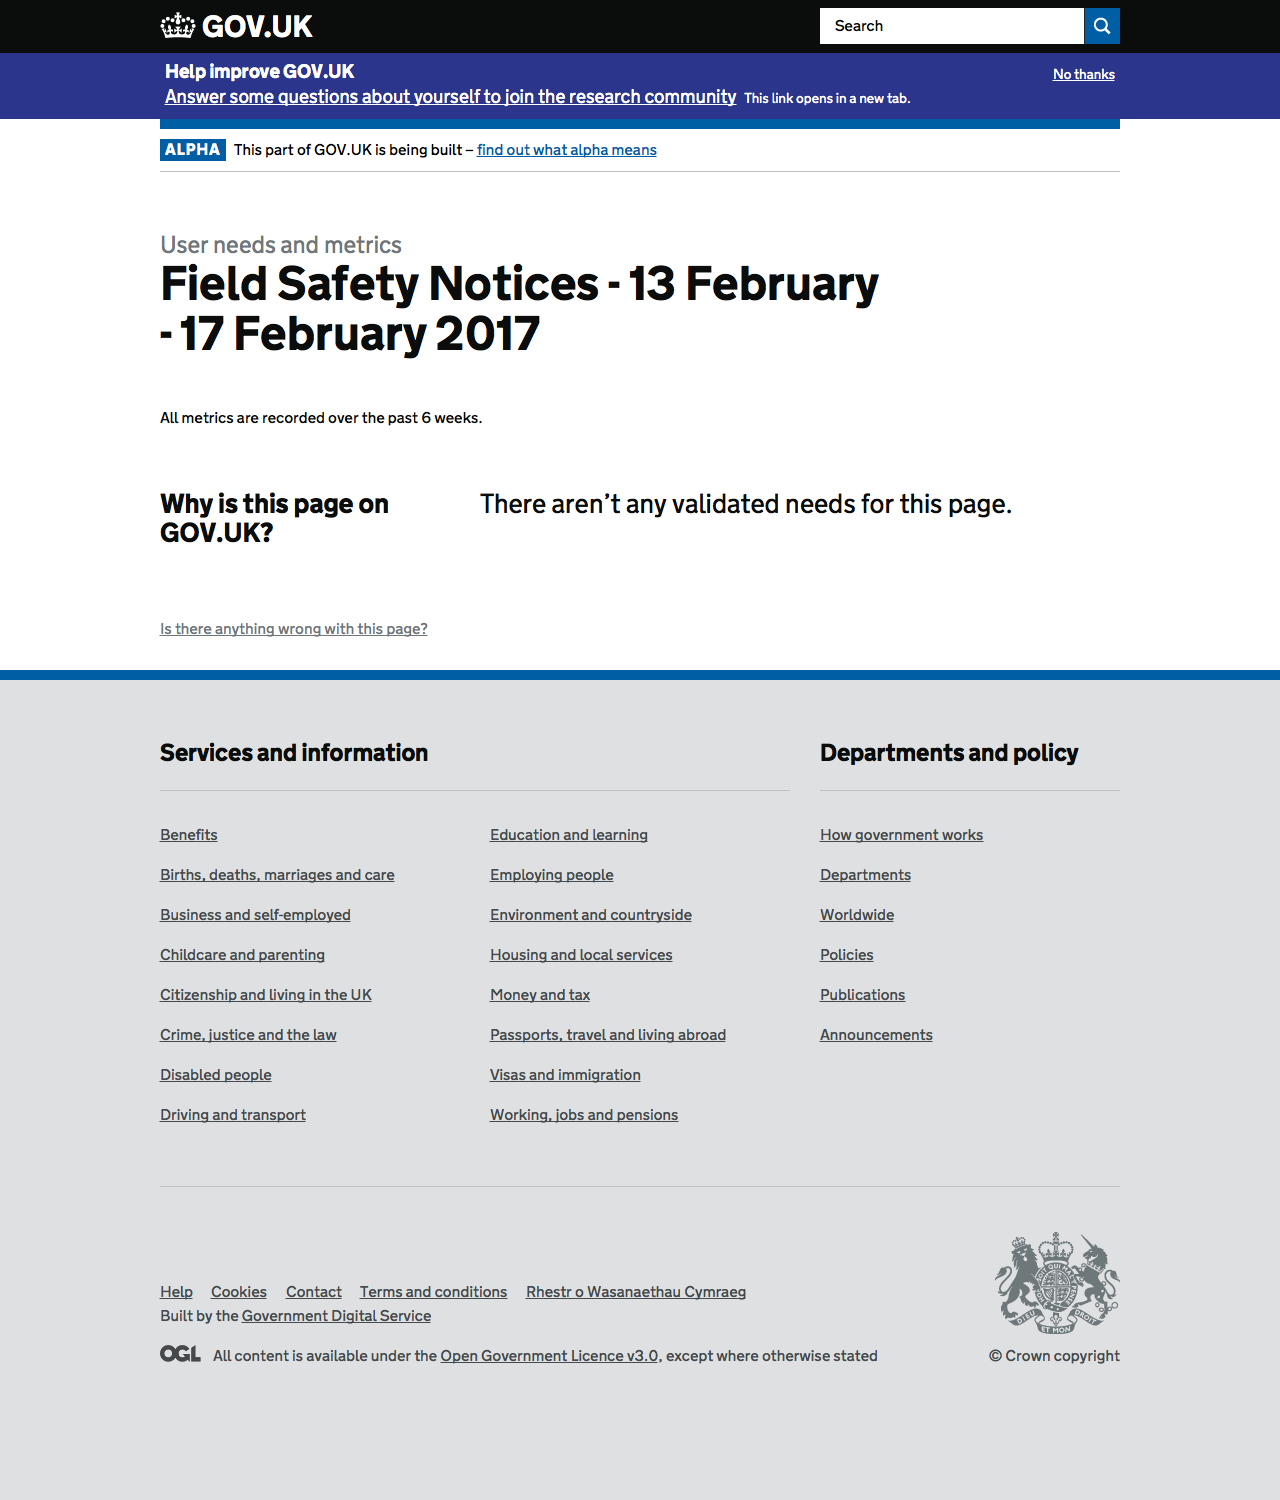 GOV.UK
Search
Help improve GOV.UK
No thanks
Answer some questions about yourself to join the research community This link opens in a new tab.
ALPHA This part of GOV.UK is being built – find out what alpha means
User needs and metrics
Field Safety Notices - 13 February
- 17 February 2017
All metrics are recorded over the past 6 weeks.
Why is this page on
GOV.UK?
There aren’t any validated needs for this page.
Is there anything wrong with this page?
Services and information
Benefits
Births, deaths, marriages and care
Business and self-employed
Childcare and parenting
Citizenship and living in the UK
Crime, justice and the law
Disabled people
Driving and transport
Education and learning
Employing people
Environment and countryside
Housing and local services
Money and tax
Passports, travel and living abroad
Visas and immigration
Working, jobs and pensions
Departments and policy
How government works
Departments
Worldwide
Policies
Publications
Announcements
Help Cookies Contact Terms and conditions Rhestr o Wasanaethau Cymraeg
Built by the Government Digital Service
OGL All content is available under the Open Government Licence v3.0, except where otherwise stated
DIEU ET MON DROIT
© Crown copyright